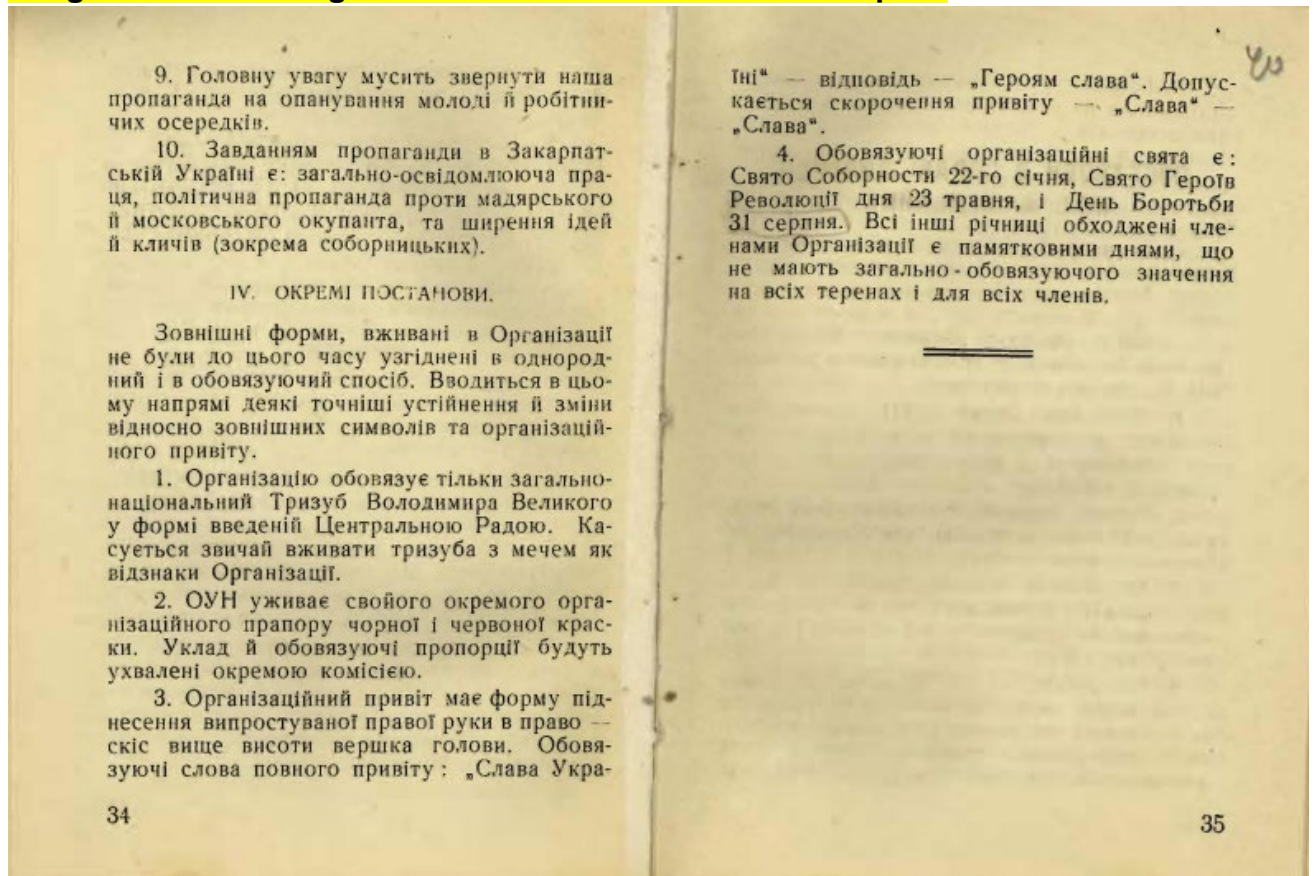 9. Головну увагу мусить звернути наша
пропаганда на опанування молоді й робітни-
чих осередків.
10. Завданням пропаганди в Закарпат-
ській Україні є: загально-освідомлююча пра-
ця, політична пропаганда проти мадярського
й московського окупанта, та ширення ідей
й кличів (зокрема соборницьких).
IV. ОКРЕМІ ПОСТАНОВИ.
Зовнішні форми, вживані в Організації
не були до цього часу узгіднені в однород-
ний і в обовязуючий спосіб. Вводиться в цьо-
му напрямі деякі точніші устійнення й зміни
відносно зовнішних символів та організацій-
ного привіту.
1. Організацію обовязує тільки загально-
національний Тризуб Володимира Великого
у формі введеній Центральною Радою. Ка-
сується звичай вживати тризуба з мечем як
відзнаки Організації.
2. ОУН уживає свойого окремого орга-
нізаційного прапору чорної і червоної крас-
ки. Уклад й обовязуючі пропорції будуть
ухвалені окремою комісією.
3. Організаційний привіт має форму під-
несення випростуваної правої руки в право —
скіс вище висоти вершка голови. Обовя-
зуючі слова повного привіту : „Слава Укра-
34
їні“ — відповідь — „Героям слава“. Допус-
кається скорочення привіту — „Слава“ —
„Слава“.
4. Обовязуючі організаційні свята є :
Свято Соборности 22-го січня, Свято Героїв
Революції дня 23 травня, і День Боротьби
31 серпня. Всі інші річниці обходжені чле-
нами Організації є памятковими днями, що
не мають загально - обовязуючого значення
на всіх теренах і для всіх членів.
35